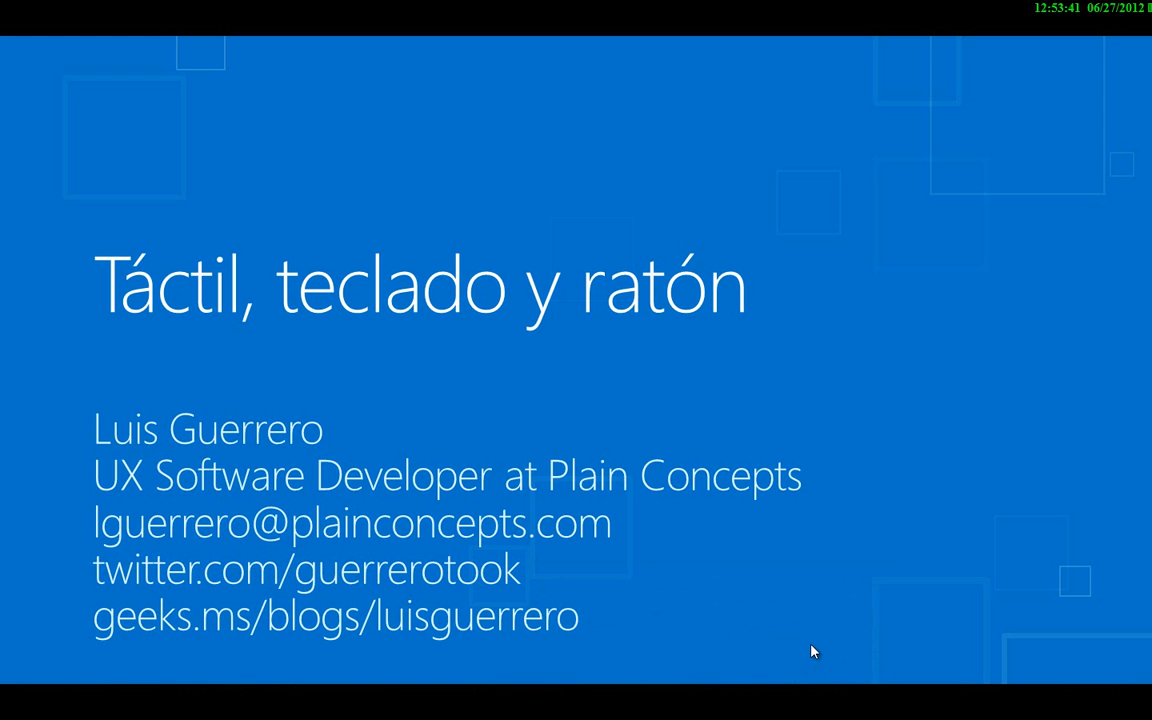 12:53:41 06/27/2012
Táctil, teclado y ratón
Luis Guerrero
UX Software Developer at Plain Concepts
lguerrero@plainconcepts.com
twitter.com/guerrerotook
geeks.ms/blogs/luisguerrero